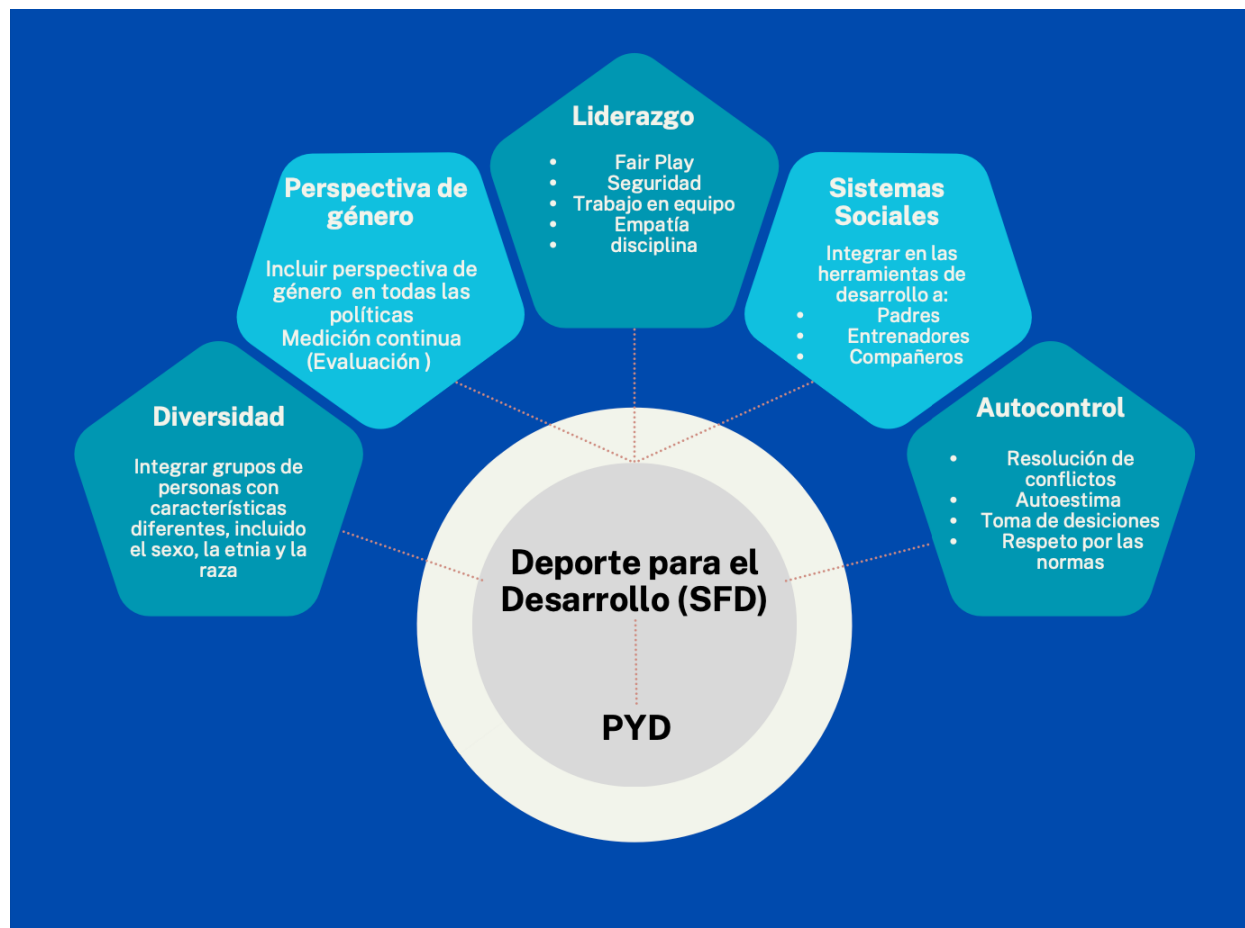 Liderazgo
• Fair Play
• Seguridad
• Trabajo en equipo
• Empatía
• disciplina
Perspectiva de
género
Incluir perspectiva de
género en todas las
políticas
Medición continua
(Evaluación )
Sistemas
Sociales
Integrar en las
herramientas de
desarrollo a:
• Padres
• Entrenadores
• Compañeros
Diversidad
Integrar grupos de
personas con
características
diferentes, incluido
el sexo, la etnia y la
raza
Autocontrol
• Resolución de
conflictos
• Autoestima
• Toma de desiciones
• Respeto por las
normas
Deporte para el
Desarrollo (SFD)
PYD